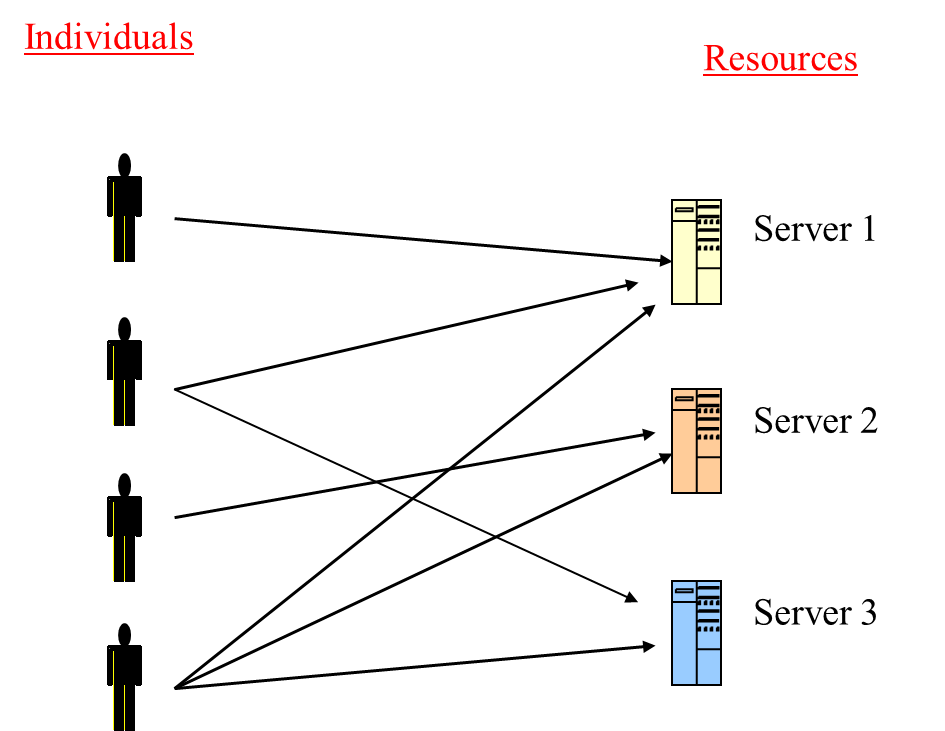 Individuals
Resources
Server 1
Server 2
Server 3